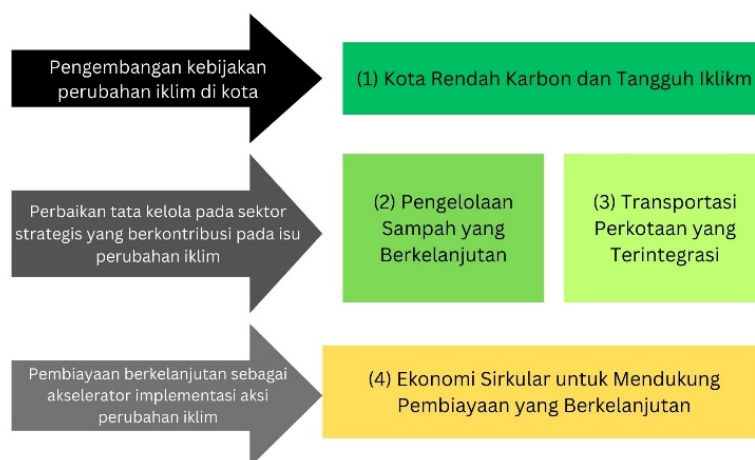 Pengembangan kebijakan
perubahan iklim di kota
(1) Kota Rendah Karbon dan Tangguh Iklikm
Perbaikan tata kelola pada sektor
strategis yang berkontribusi pada isu
perubahan iklim
(2) Pengelolaan
Sampah yang
Berkelanjutan
(3) Transportasi
Perkotaan yang
Terintegrasi
Pembiayaan berkelanjutan sebagai
akselerator implementasi aksi
perubahan iklim
(4) Ekonomi Sirkular untuk Mendukung
Pembiayaan yang Berkelanjutan